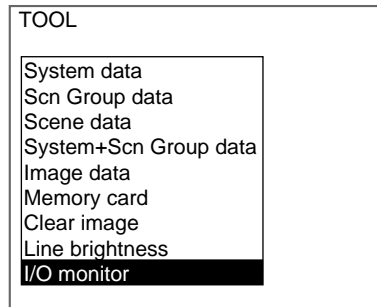 TOOL
System data
Scn Group data
Scene data
System+Scn Group data
Image data
Memory card
Clear image
Line brightness
I/O monitor